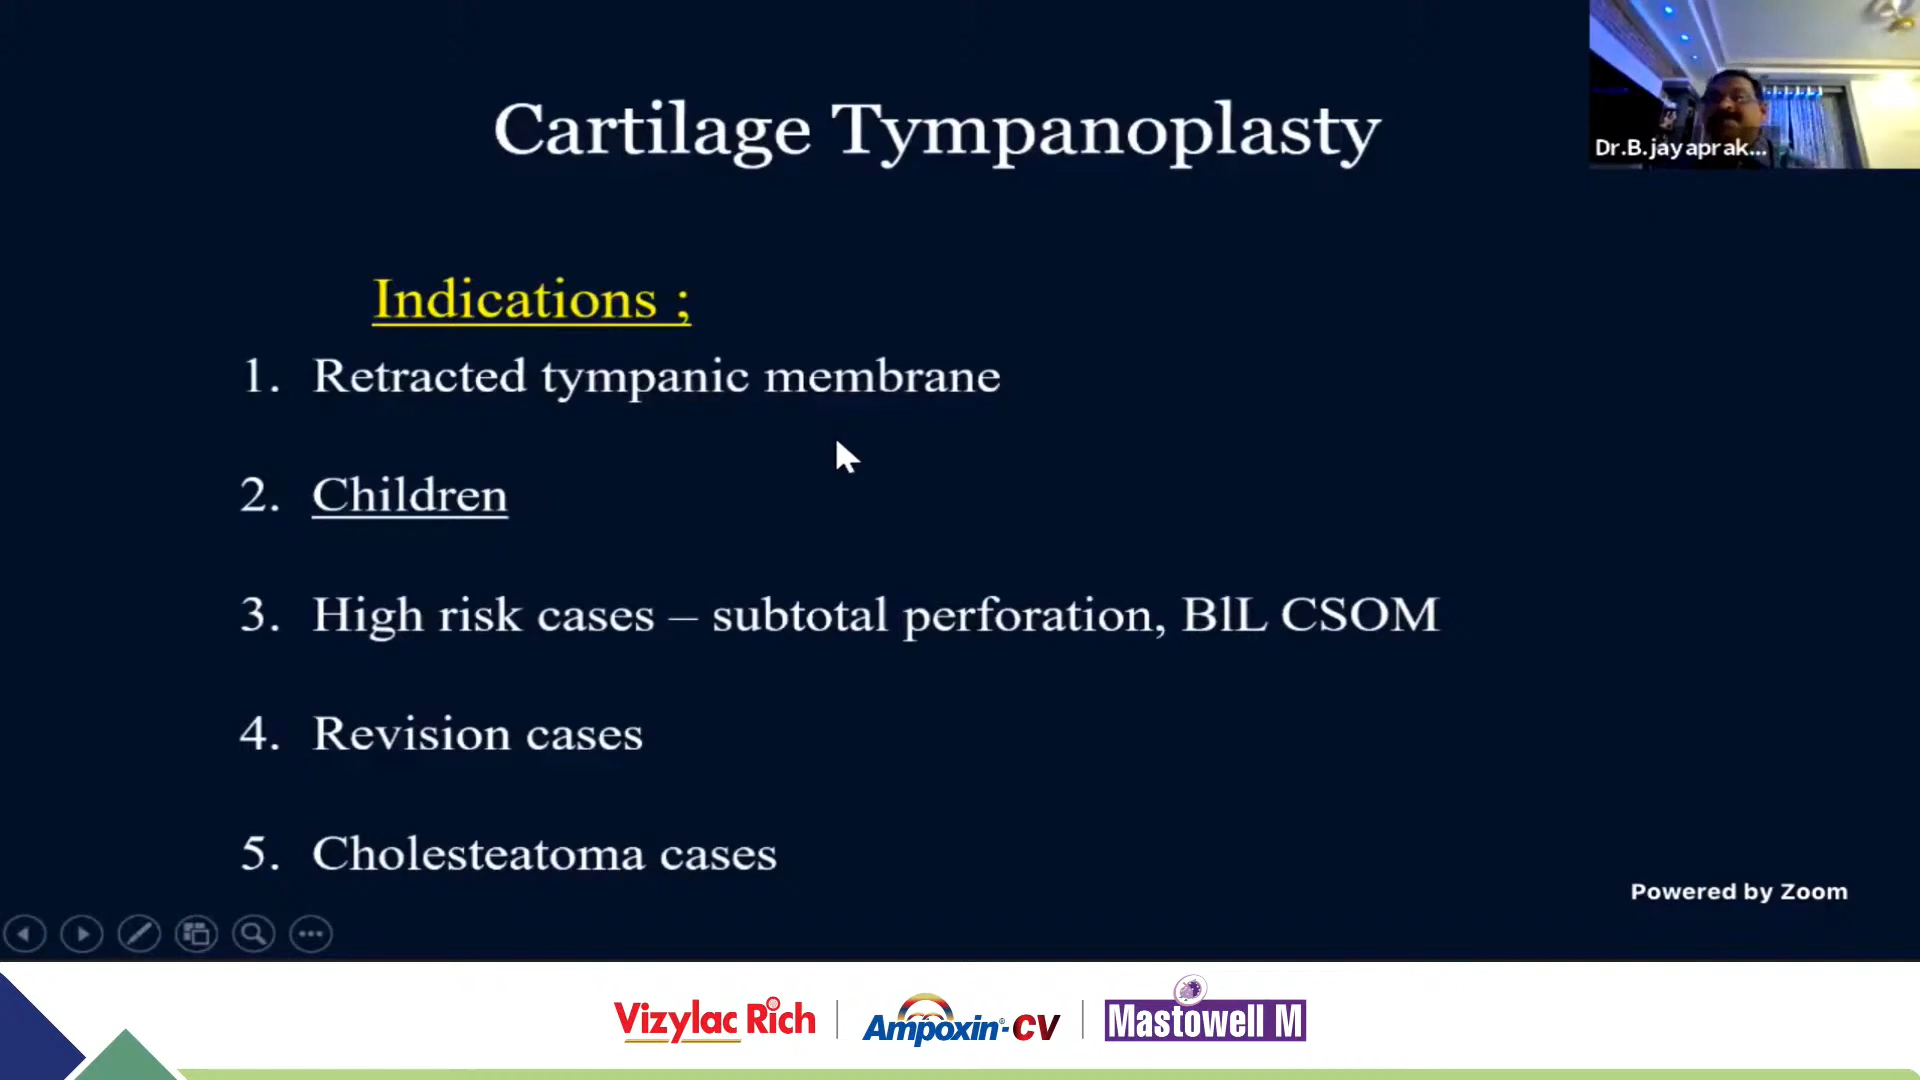 Cartilage Tympanoplasty
Dr.B.jayaprak...
Indications ;
1. Retracted tympanic membrane
2. Children
3. High risk cases – subtotal perforation, BlL CSOM
4. Revision cases
5. Cholesteatoma cases
Powered by Zoom
Vizylac Rich
Ampoxin®-CV
Mastowell M